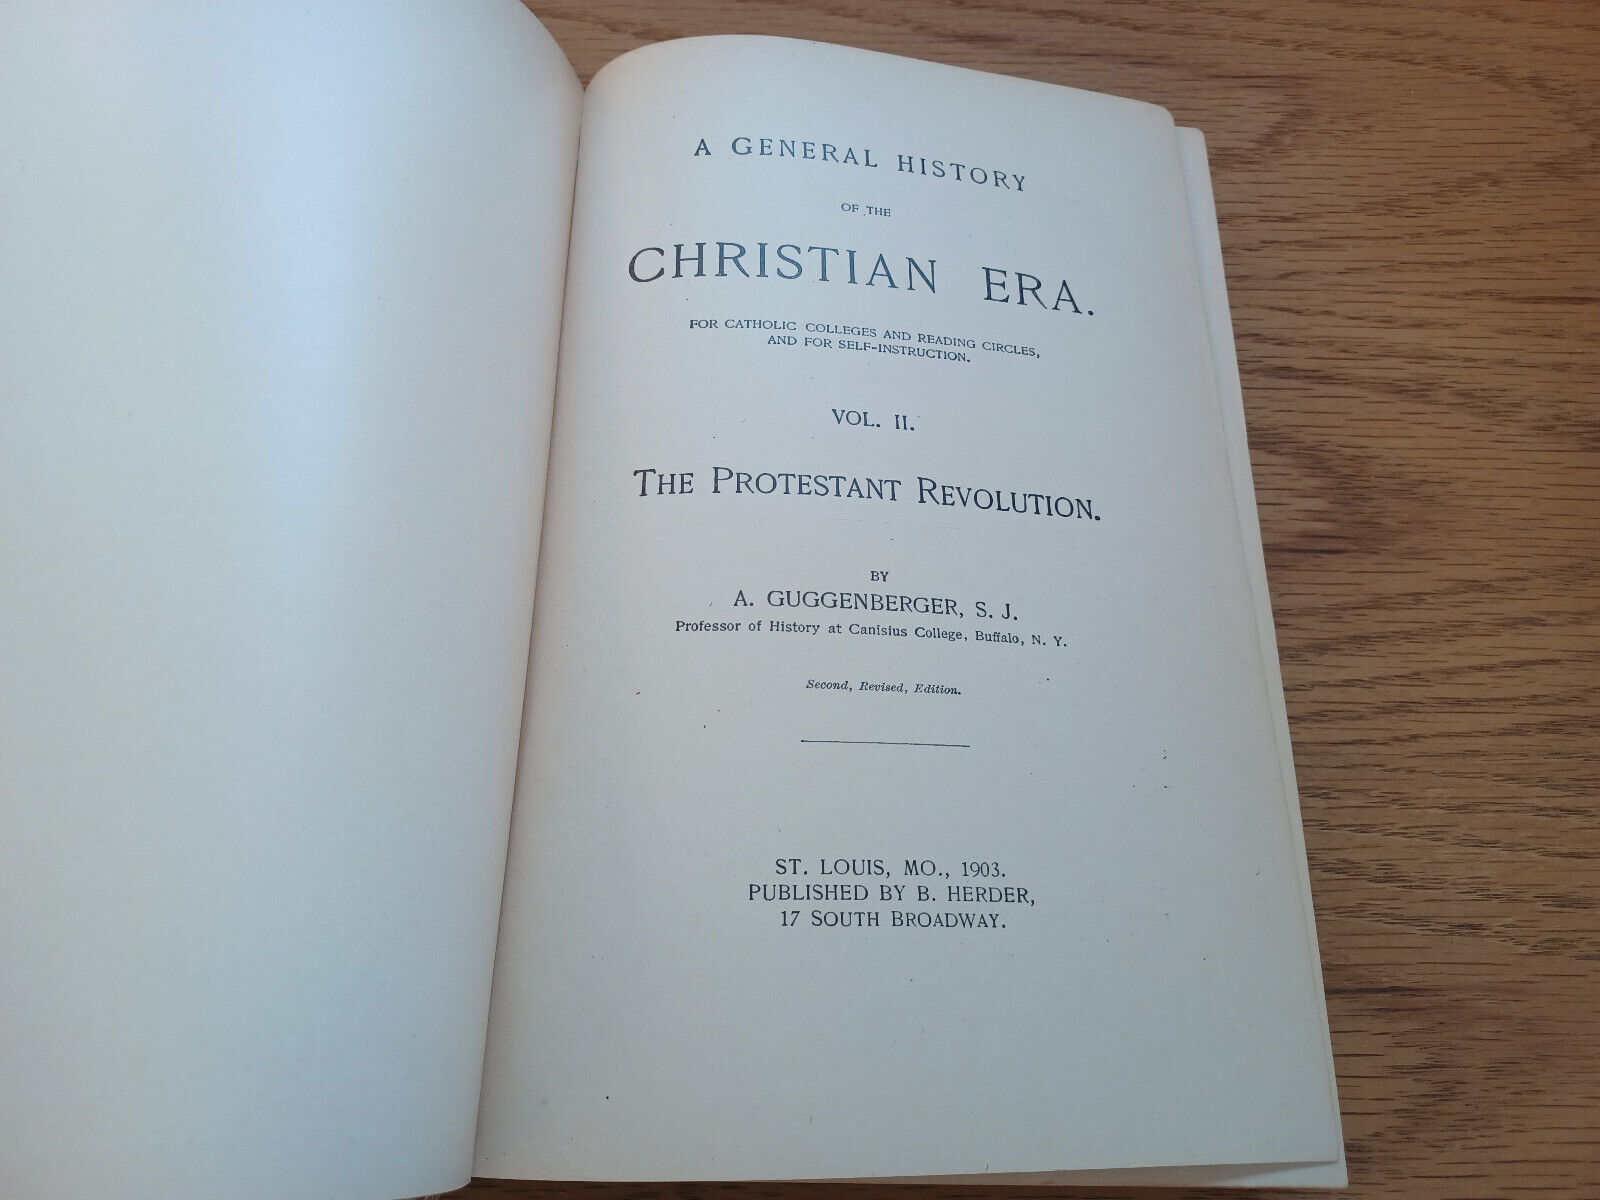 A GENERAL HISTORY
OF THE
CHRISTIAN ERA.
FOR CATHOLIC COLLEGES AND READING CIRCLES,
AND FOR SELF-INSTRUCTION.
VOL. II.
THE PROTESTANT REVOLUTION.
BY
A. GUGGENBERGER, S. J.
Professor of History at Canisius College, Buffalo, N. Y.
Second, Revised, Edition.
ST. LOUIS, MO., 1903.
PUBLISHED BY B. HERDER,
17 SOUTH BROADWAY.